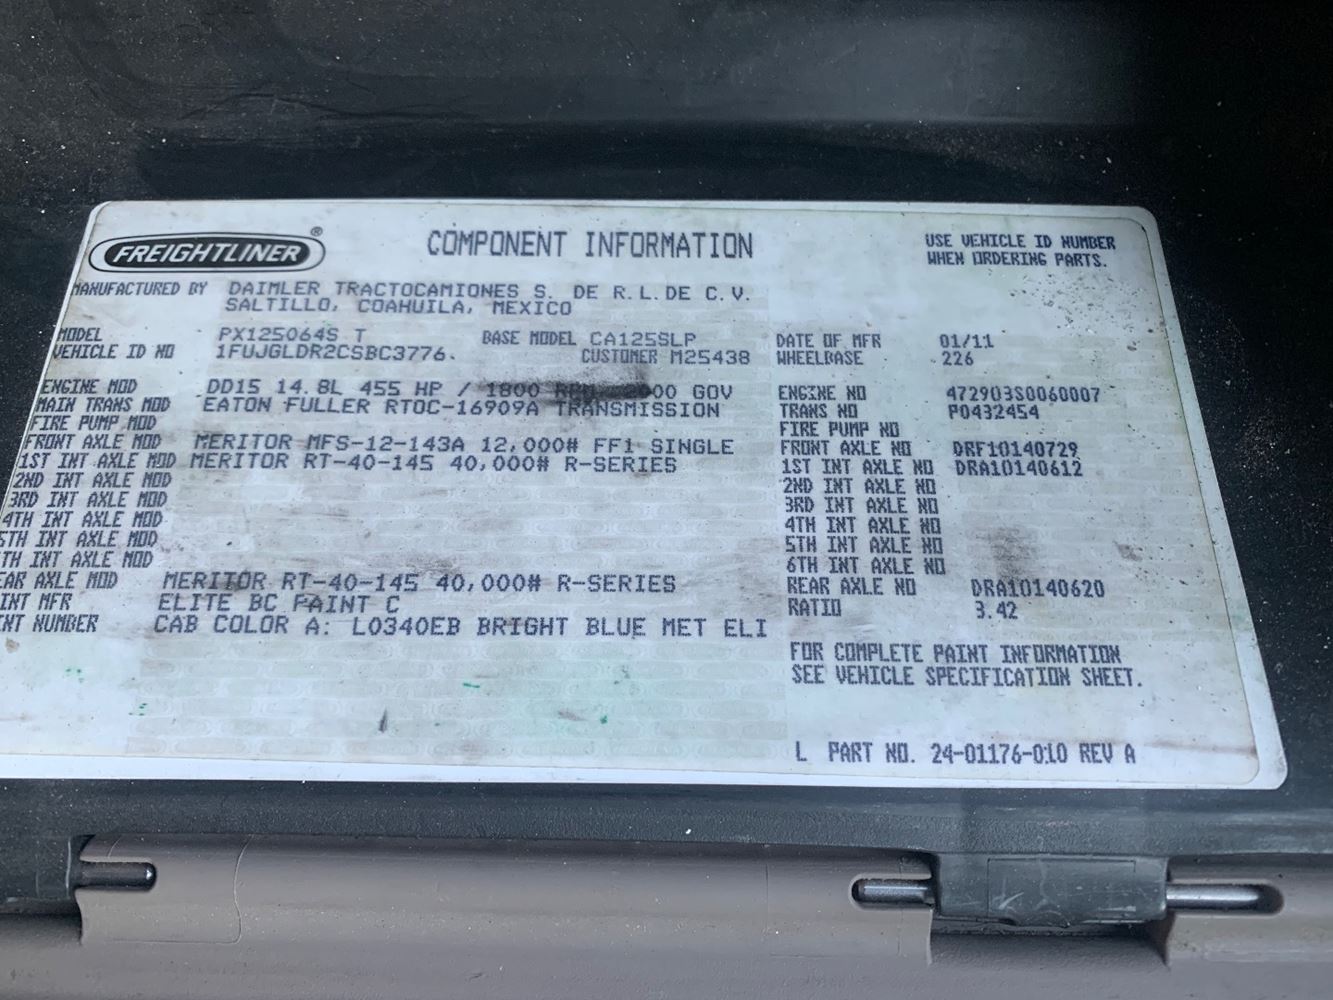 FREIGHTLINER ®
COMPONENT INFORMATION
USE VEHICLE ID NUMBER
WHEN ORDERING PARTS.
MANUFACTURED BY DAIMLER TRACTOCAMIONES S. DE R.L. DE C.V.
SALTILLO, COAHUILA, MEXICO
MODEL PX125064S T BASE MODEL CA125SLP DATE OF MFR 01/11
VEHICLE ID NO 1FUJGLDR2CSBC3776. CUSTOMER M25438 WHEELBASE 226
ENGINE MOD DD15 14.8L 455 HP / 1800 RPM 00 GOV ENGINE NO 472903S0060007
MAIN TRANS MOD EATON FULLER RTOC-16909A TRANSMISSION TRANS NO P0432454
FIRE PUMP MOD FIRE PUMP NO
FRONT AXLE MOD MERITOR MFS-12-143A 12,000# FF1 SINGLE FRONT AXLE NO DRF10140729
1ST INT AXLE MOD MERITOR RT-40-145 40,000# R-SERIES 1ST INT AXLE NO DRA10140612
2ND INT AXLE MOD 2ND INT AXLE NO
3RD INT AXLE MOD 3RD INT AXLE NO
4TH INT AXLE MOD 4TH INT AXLE NO
5TH INT AXLE MOD 5TH INT AXLE NO
TH INT AXLE MOD 6TH INT AXLE NO
EAR AXLE MOD MERITOR RT-40-145 40,000# R-SERIES REAR AXLE NO DRA10140620
INT MFR ELITE BC PAINT C RATIO 3.42
NT NUMBER CAB COLOR A: L0340EB BRIGHT BLUE MET ELI
FOR COMPLETE PAINT INFORMATION
SEE VEHICLE SPECIFICATION SHEET.
L PART NO. 24-01176-010 REV A